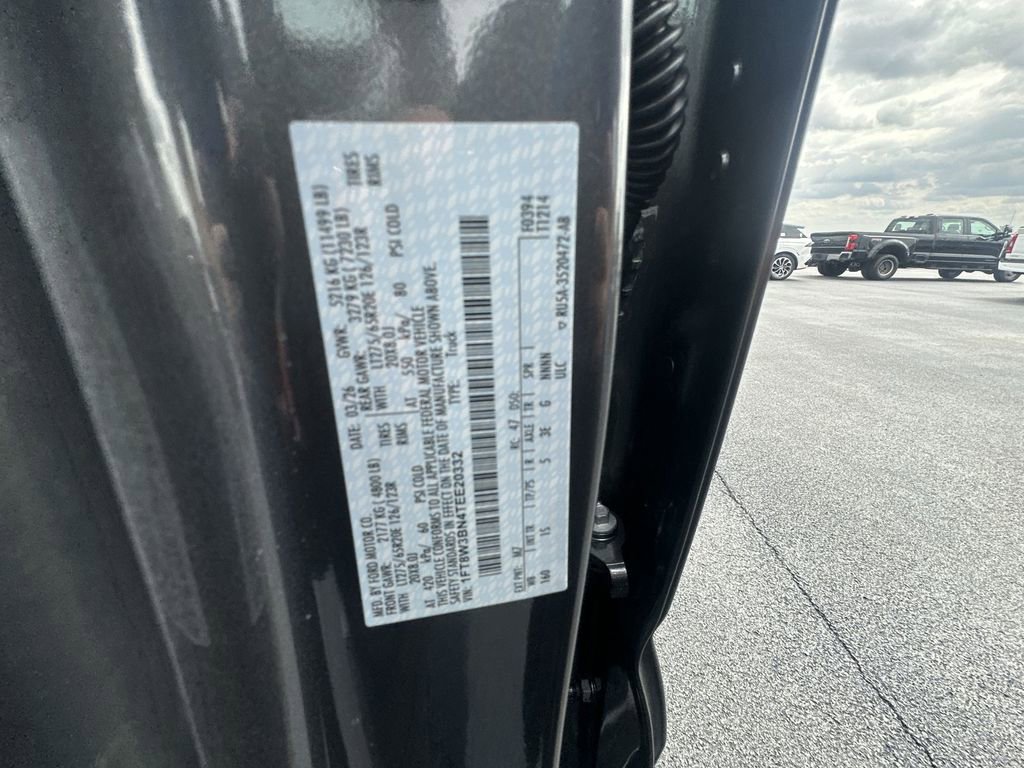 MFD. BY FORD MOTOR CO.
DATE: 03/26 GVWR: 5216 KG (11499 LB)
FRONT GAWR: 2177 KG (4800 LB) REAR GAWR: 3279 KG (7230 LB)
WITH LT275/65R20E 126/123R TIRES WITH LT275/65R20E 126/123R TIRES
20X8.0J RIMS 20X8.0J RIMS
AT 420 kPa/ 60 PSI COLD AT 550 kPa/ 80 PSI COLD
THIS VEHICLE CONFORMS TO ALL APPLICABLE FEDERAL MOTOR VEHICLE
SAFETY STANDARDS IN EFFECT ON THE DATE OF MANUFACTURE SHOWN ABOVE.
VIN: 1FT8W3BN4TEE20332 TYPE: Truck
F0394
T1214
EXT PNT: M7 RC: 47 DSO:
WB INT TR TP/PS R AXLE TR SPR
160 15 5 3E G NNNN
ULC
RU5A-3520472-AB